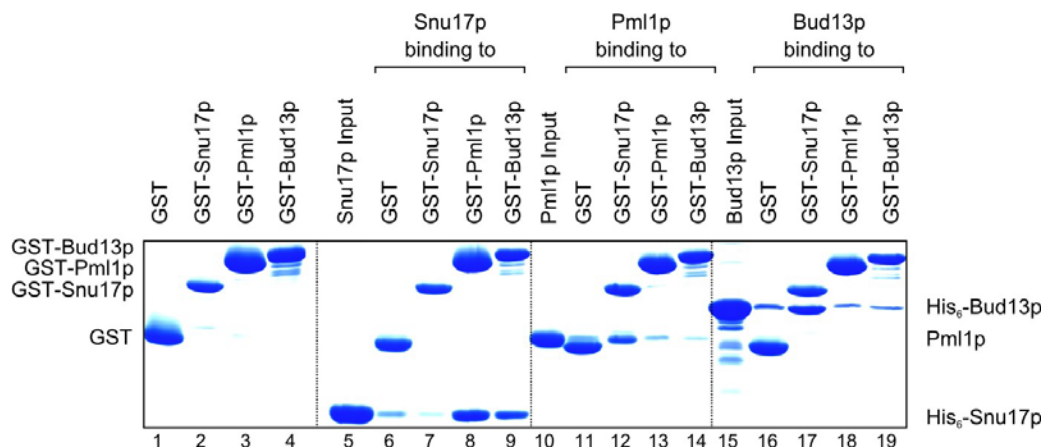 Snu17p
binding to
Pml1p
binding to
Bud13p
binding to
GST
GST-Snu17p
GST-Pml1p
GST-Bud13p
Snu17p Input
GST
GST-Snu17p
GST-Pml1p
GST-Bud13p
Pml1p Input
GST
GST-Snu17p
GST-Pml1p
GST-Bud13p
Bud13p Input
GST
GST-Snu17p
GST-Pml1p
GST-Bud13p
GST-Bud13p
GST-Pml1p
GST-Snu17p
GST
His₆-Bud13p
Pml1p
His₆-Snu17p
1 2 3 4 5 6 7 8 9 10 11 12 13 14 15 16 17 18 19